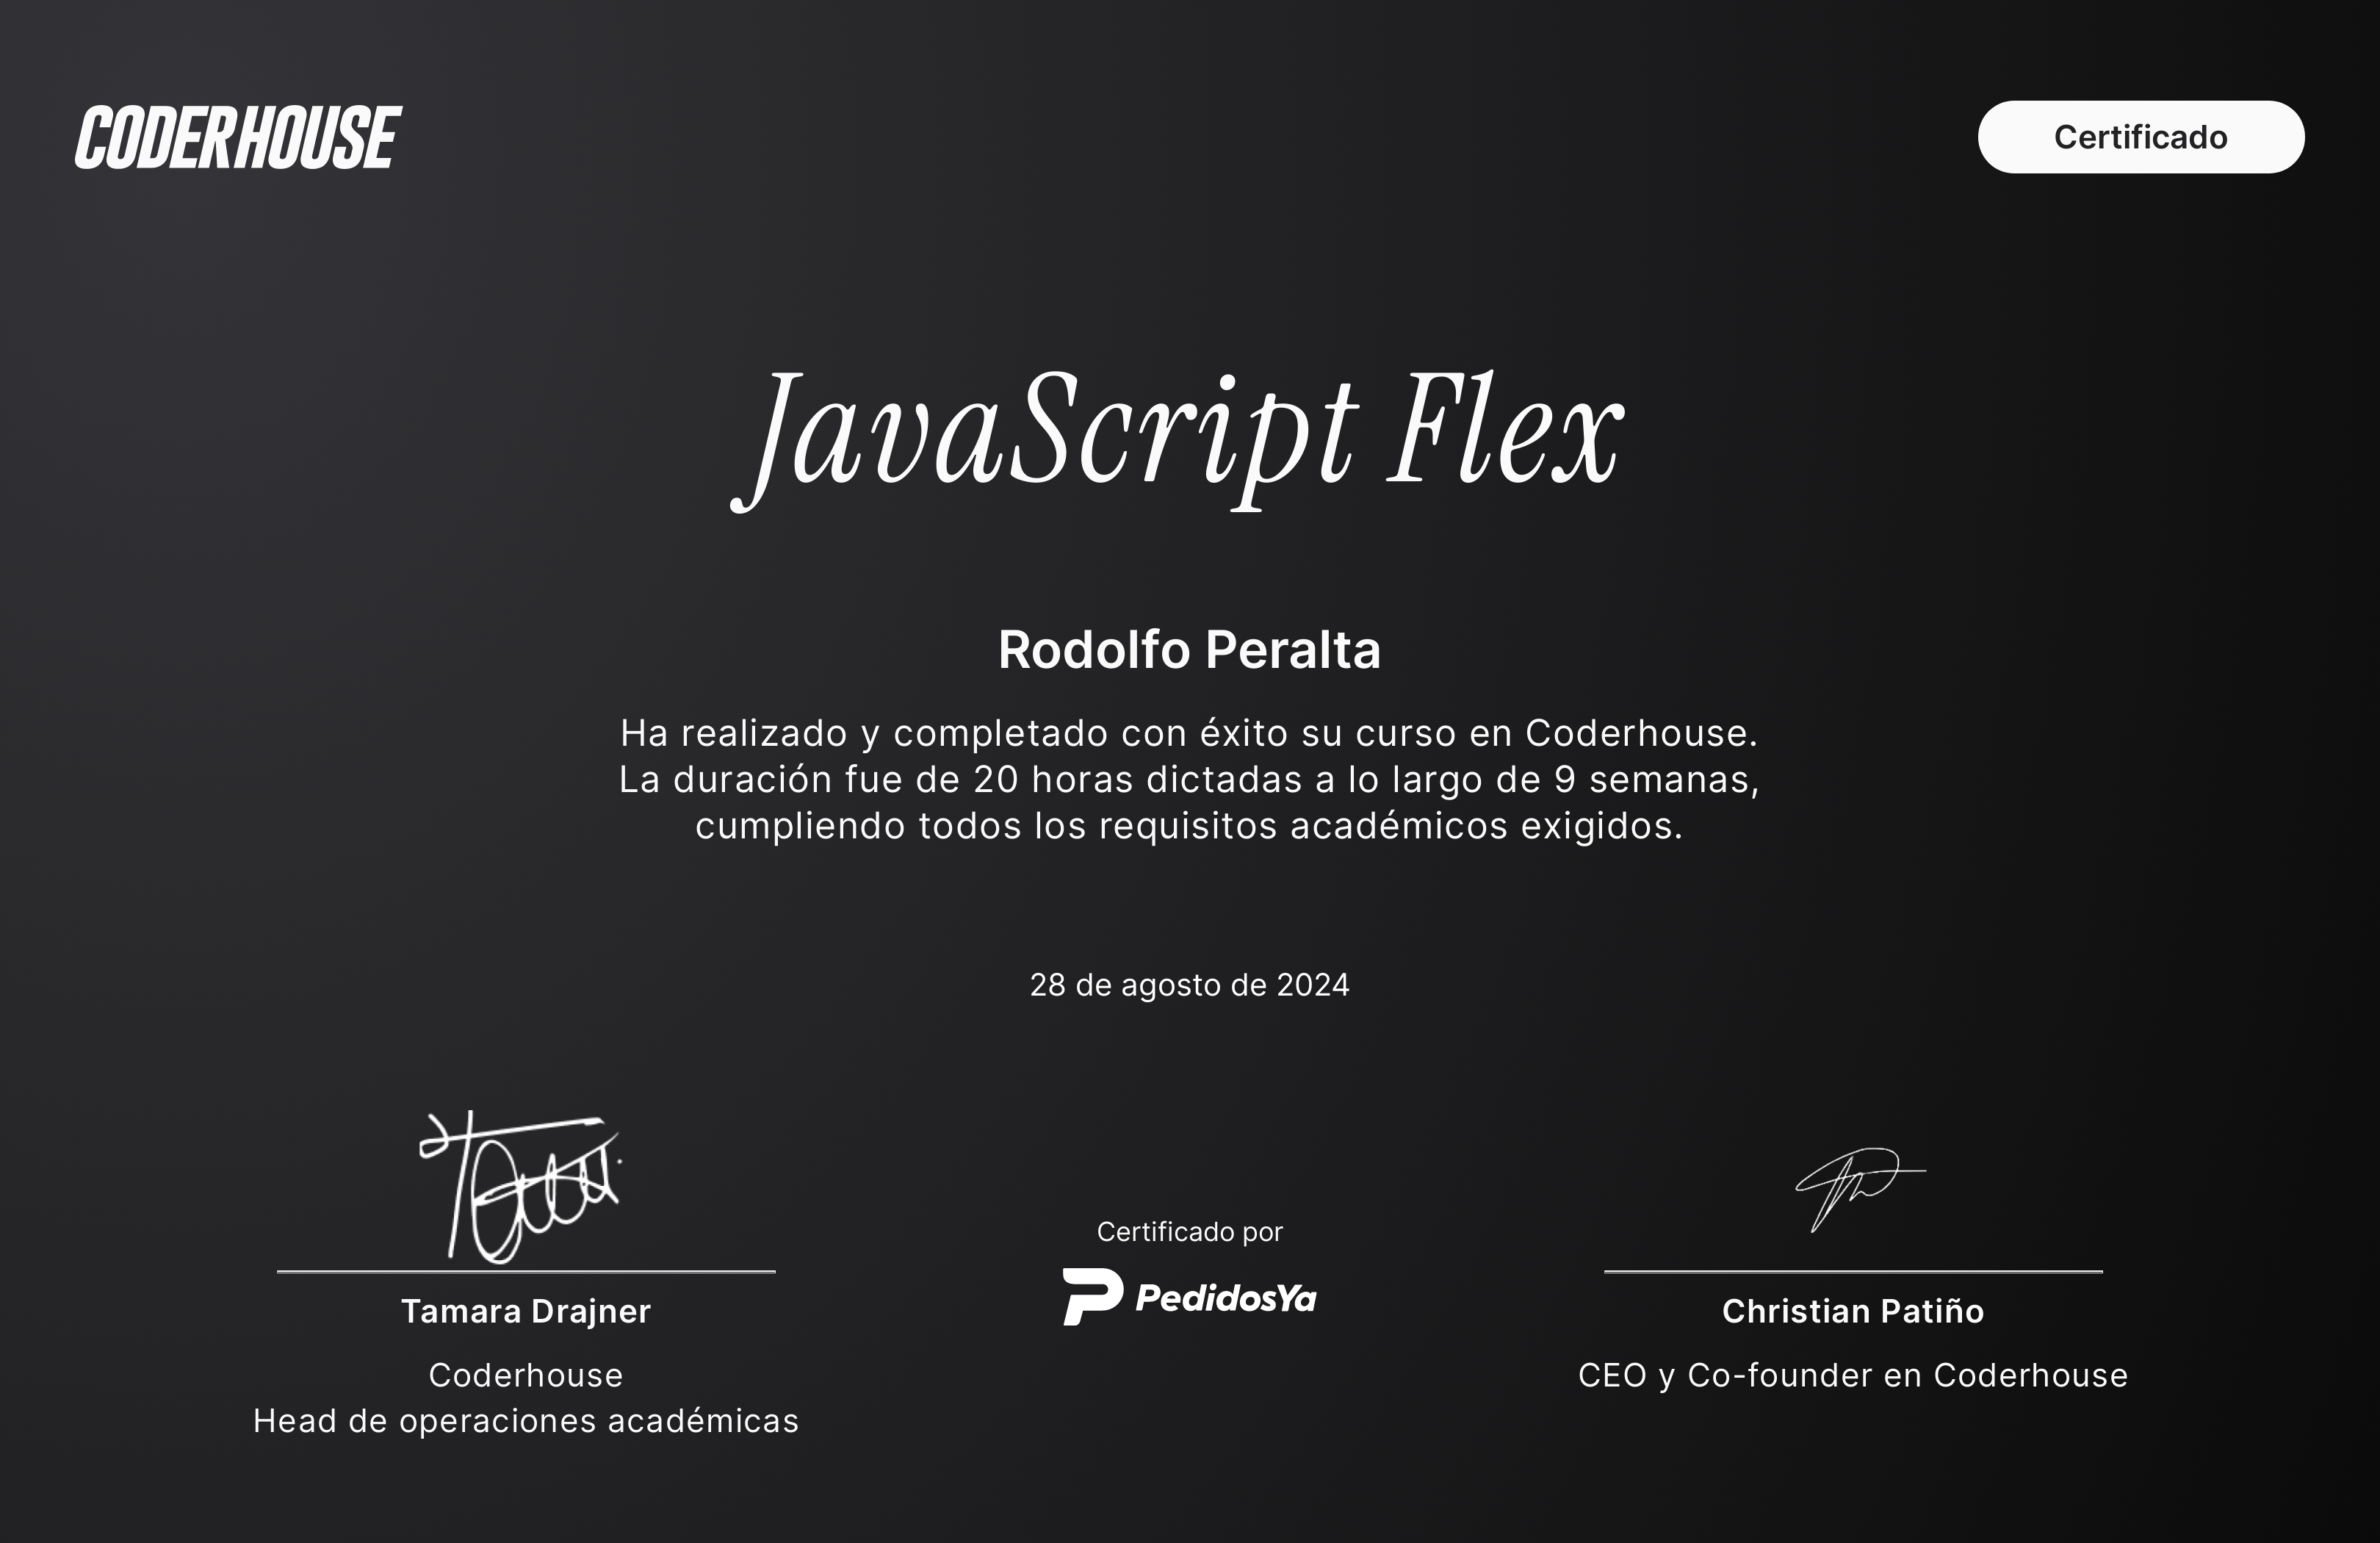 CODERHOUSE
Certificado
JavaScript Flex
Rodolfo Peralta
Ha realizado y completado con éxito su curso en Coderhouse.
La duración fue de 20 horas dictadas a lo largo de 9 semanas,
cumpliendo todos los requisitos académicos exigidos.
28 de agosto de 2024
Certificado por
PedidosYa
Tamara Drajner
Coderhouse
Head de operaciones académicas
Christian Patiño
CEO y Co-founder en Coderhouse